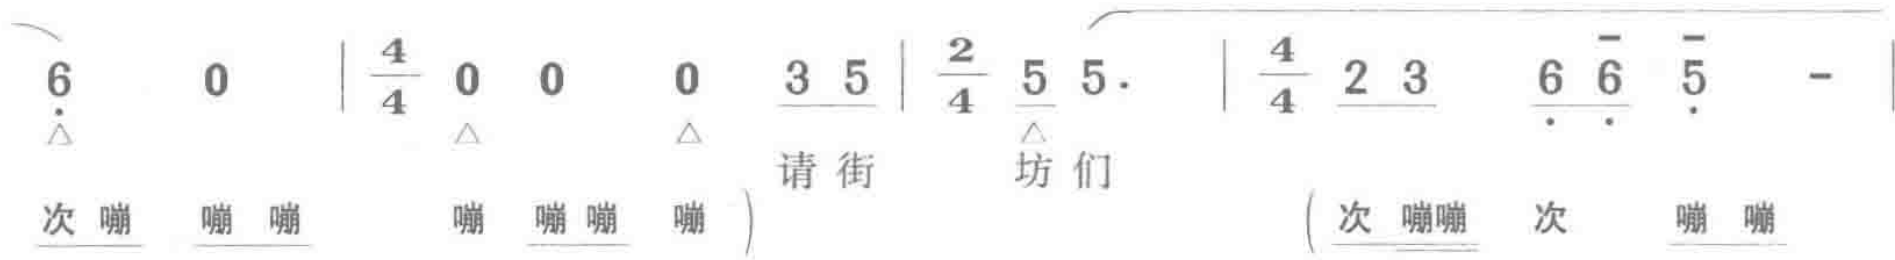 6 0 | 4/4 0 0 0 3 5 | 2/4 5 5. | 4/4 2 3 6 6 5 - |
请街 坊们
次嘣 嘣嘣 嘣 嘣嘣 嘣) (次 嘣嘣 次 嘣嘣